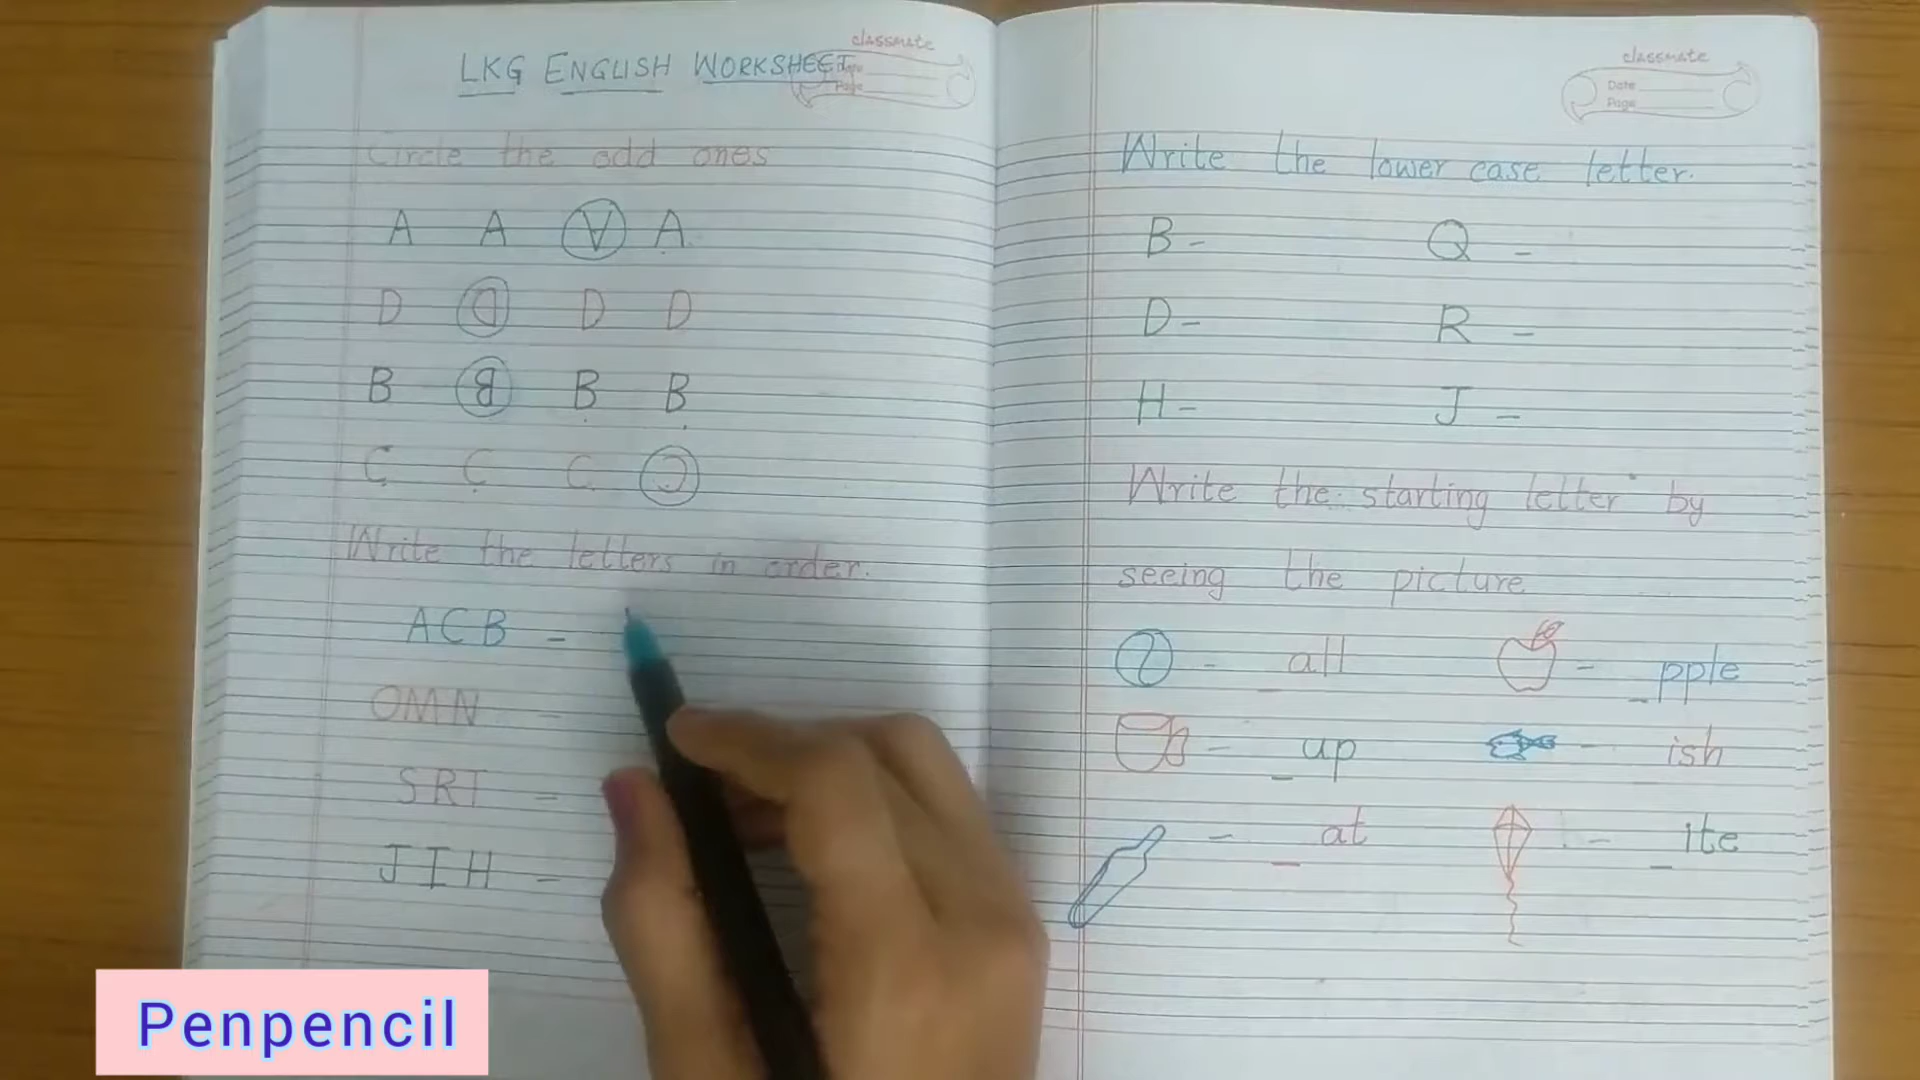 LKG ENGLISH WORKSHEET
classmate
Date
Page
Circle the odd ones
A A A A
D D D D
B B B B
C C C C
Write the letters in order.
ACB -
OMN -
SRT -
JIH -
classmate
Date
Page
Write the lower case letter.
B - Q -
D - R -
H - J -
Write the starting letter by
seeing the picture
- _all - _pple
- _up - _ish
- _at - _ite
Penpencil